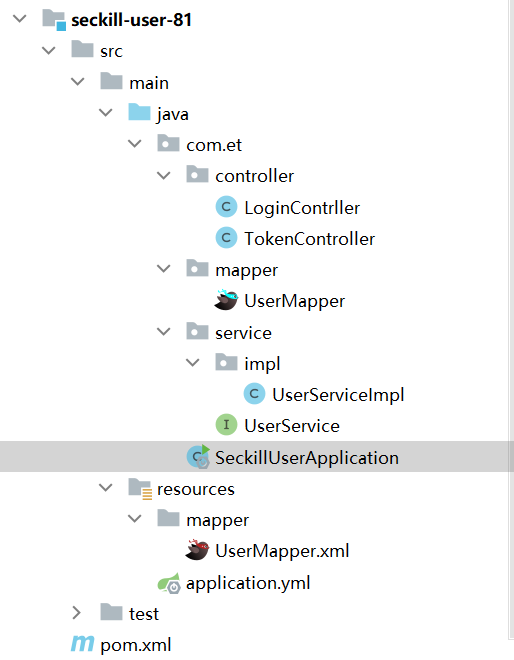 seckill-user-81
src
main
java
com.et
controller
LoginContrller
TokenController
mapper
UserMapper
service
impl
UserServiceImpl
UserService
SeckillUserApplication
resources
mapper
UserMapper.xml
application.yml
test
pom.xml